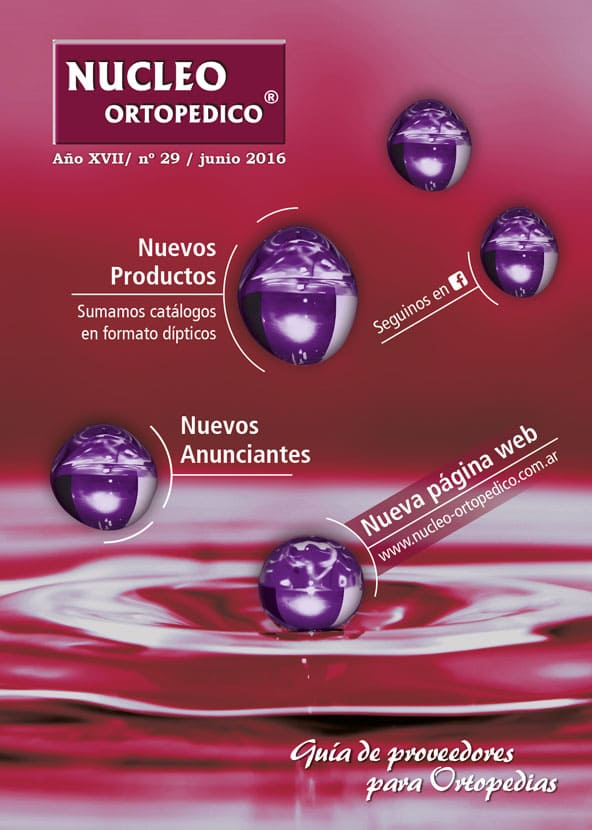 NUCLEO
ORTOPEDICO®
Año XVII/ nº 29 / junio 2016
Nuevos
Productos
Sumamos catálogos
en formato dípticos
Seguinos en f
Nuevos
Anunciantes
Nueva página web
www.nucleo-ortopedico.com.ar
Guía de proveedores
para Ortopedias